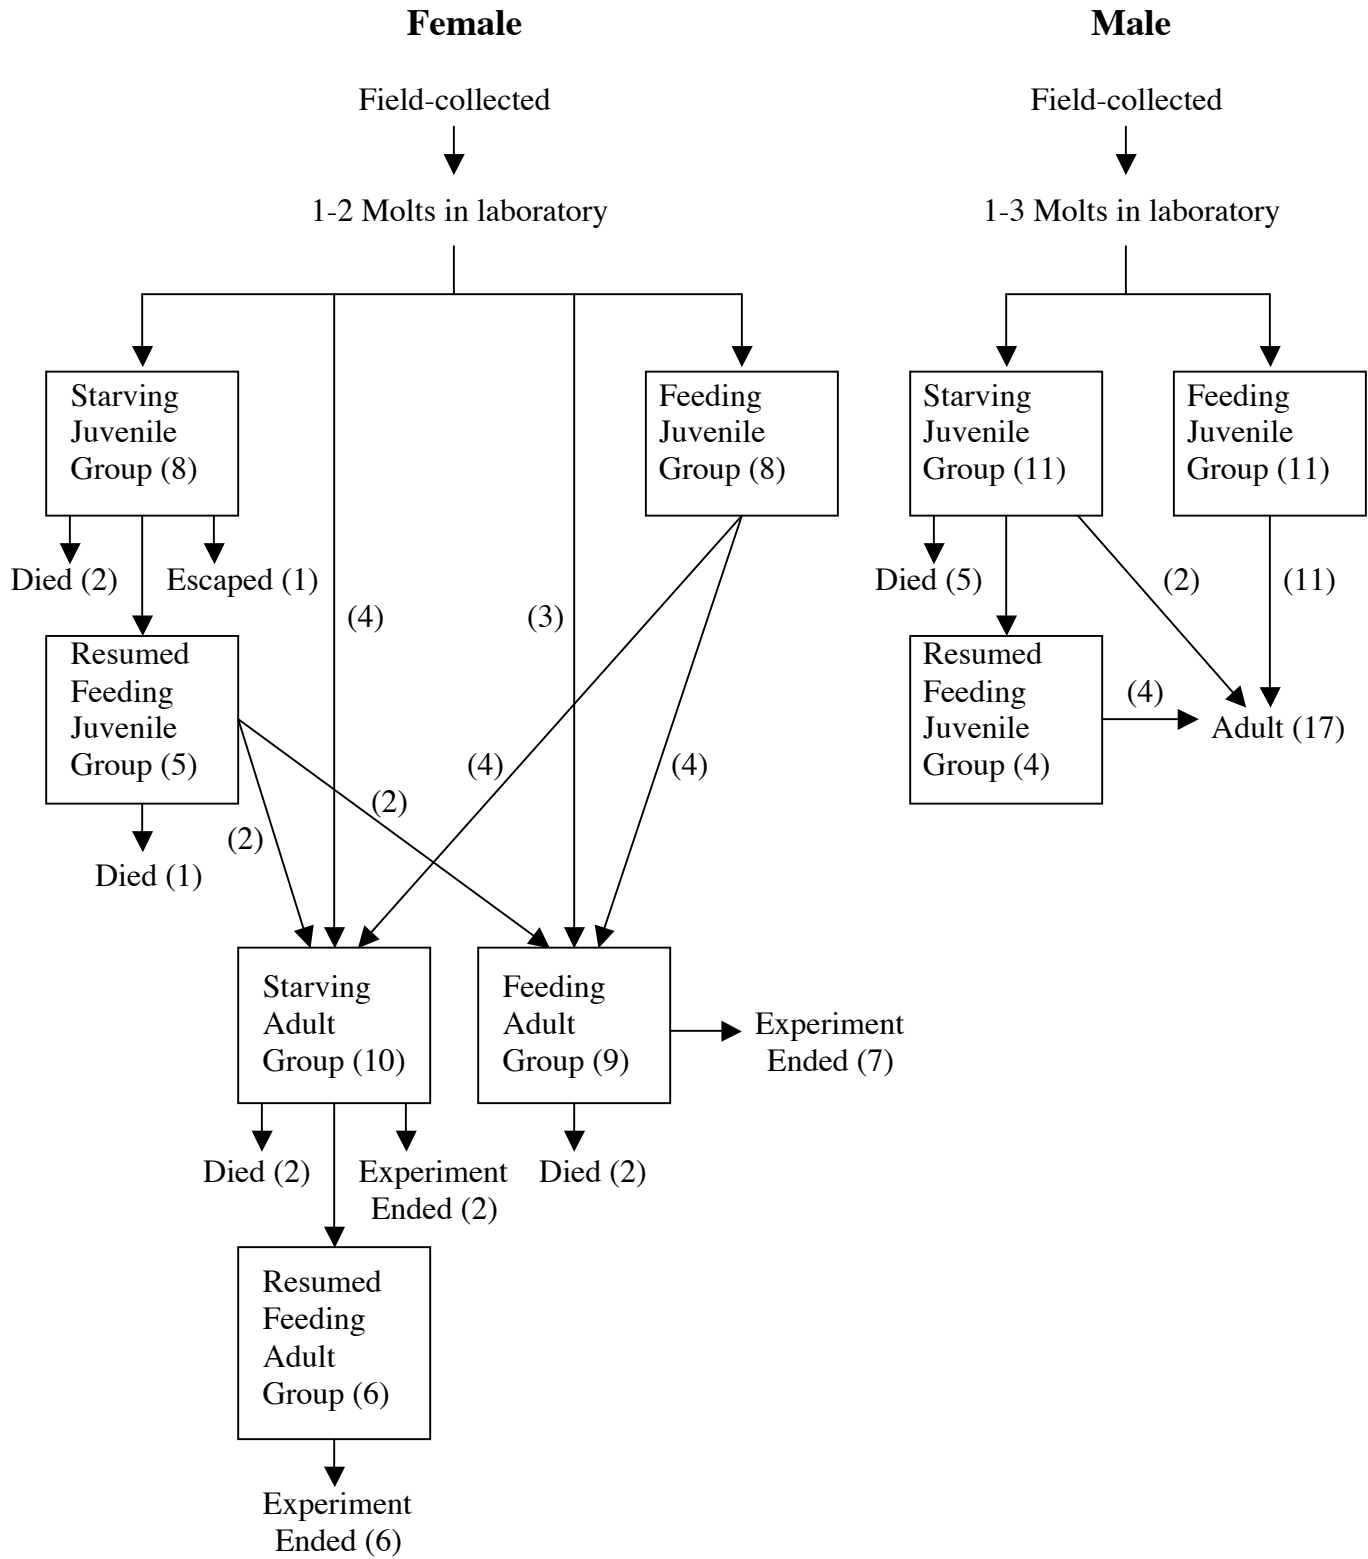 Female
Male
Field-collected
Field-collected
1-2 Molts in laboratory
1-3 Molts in laboratory
Starving
Juvenile
Group (8)
Feeding
Juvenile
Group (8)
Starving
Juvenile
Group (11)
Feeding
Juvenile
Group (11)
Died (2)
Escaped (1)
(4)
(3)
Died (5)
(2)
(11)
Resumed
Feeding
Juvenile
Group (5)
Resumed
Feeding
Juvenile
Group (4)
(4)
Adult (17)
(4)
(4)
(2)
(2)
Died (1)
Starving
Adult
Group (10)
Feeding
Adult
Group (9)
Experiment
Ended (7)
Died (2)
Experiment
Ended (2)
Died (2)
Resumed
Feeding
Adult
Group (6)
Experiment
Ended (6)